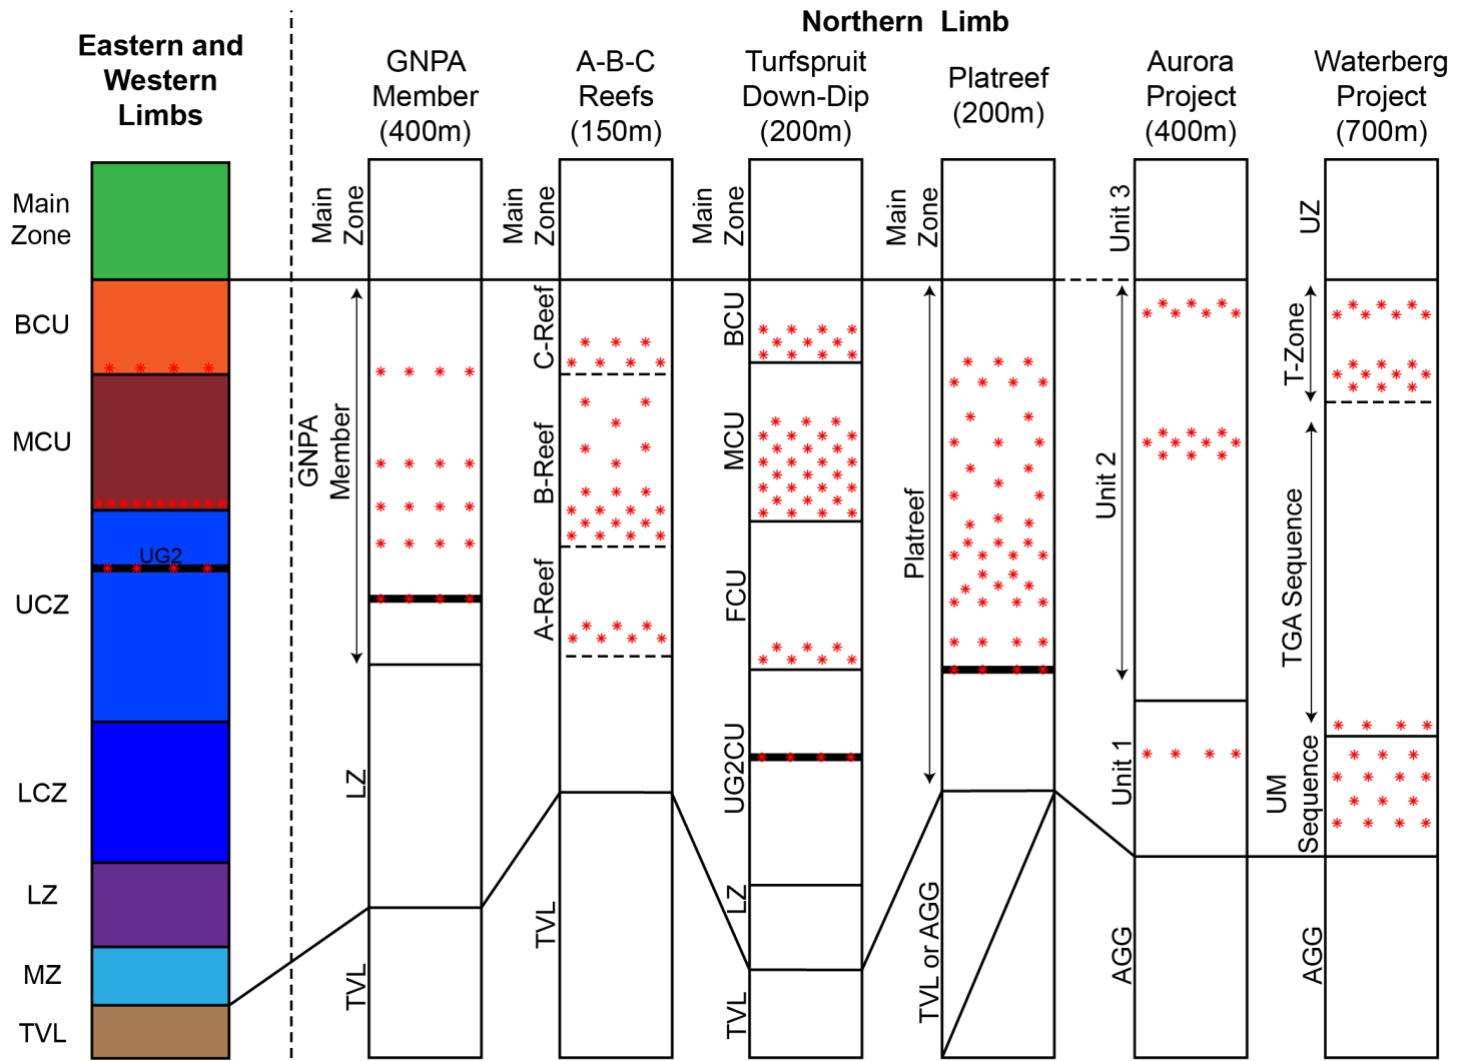 Northern Limb
Eastern and
Western
Limbs
GNPA
Member
(400m)
A-B-C
Reefs
(150m)
Turfspruit
Down-Dip
(200m)
Platreef
(200m)
Aurora
Project
(400m)
Waterberg
Project
(700m)
Main
Zone
BCU
MCU
UG2
UCZ
LCZ
LZ
MZ
TVL
Main
Zone
GNPA
Member
LZ
TVL
Main
Zone
C-Reef
B-Reef
A-Reef
TVL
Main
Zone
BCU
MCU
FCU
UG2CU
LZ
TVL
Main
Zone
Platreef
TVL or AGG
Unit 3
Unit 2
Unit 1
AGG
UZ
T-Zone
TGA Sequence
UM
Sequence
AGG